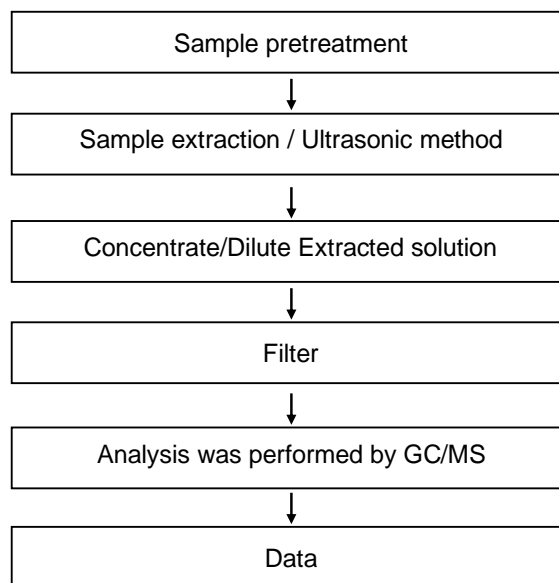 Sample pretreatment
Sample extraction / Ultrasonic method
Concentrate/Dilute Extracted solution
Filter
Analysis was performed by GC/MS
Data